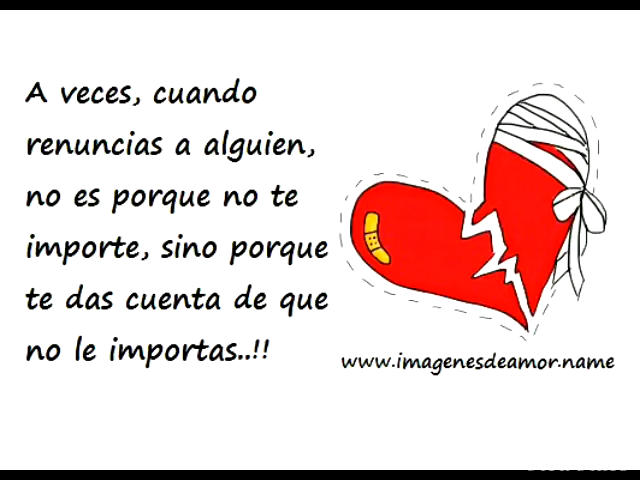 A veces, cuando
renuncias a alguien,
no es porque no te
importe, sino porque
te das cuenta de que
no le importas..!!
www.imagenesdeamor.name